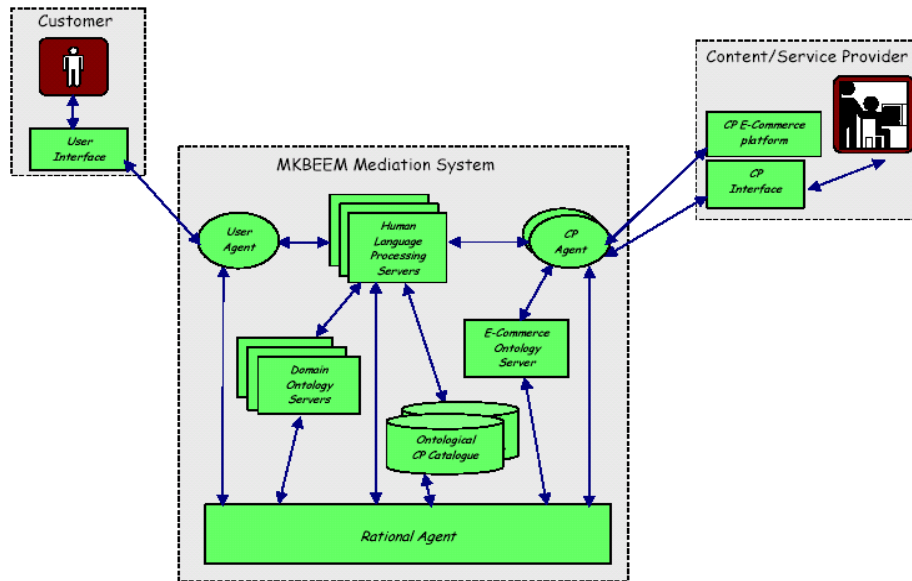 Customer
User
Interface
Content/Service Provider
CP E-Commerce
platform
CP
Interface
MKBEEM Mediation System
User
Agent
Human
Language
Processing
Servers
CP
Agent
E-Commerce
Ontology
Server
Domain
Ontology
Servers
Ontological
CP Catalogue
Rational Agent